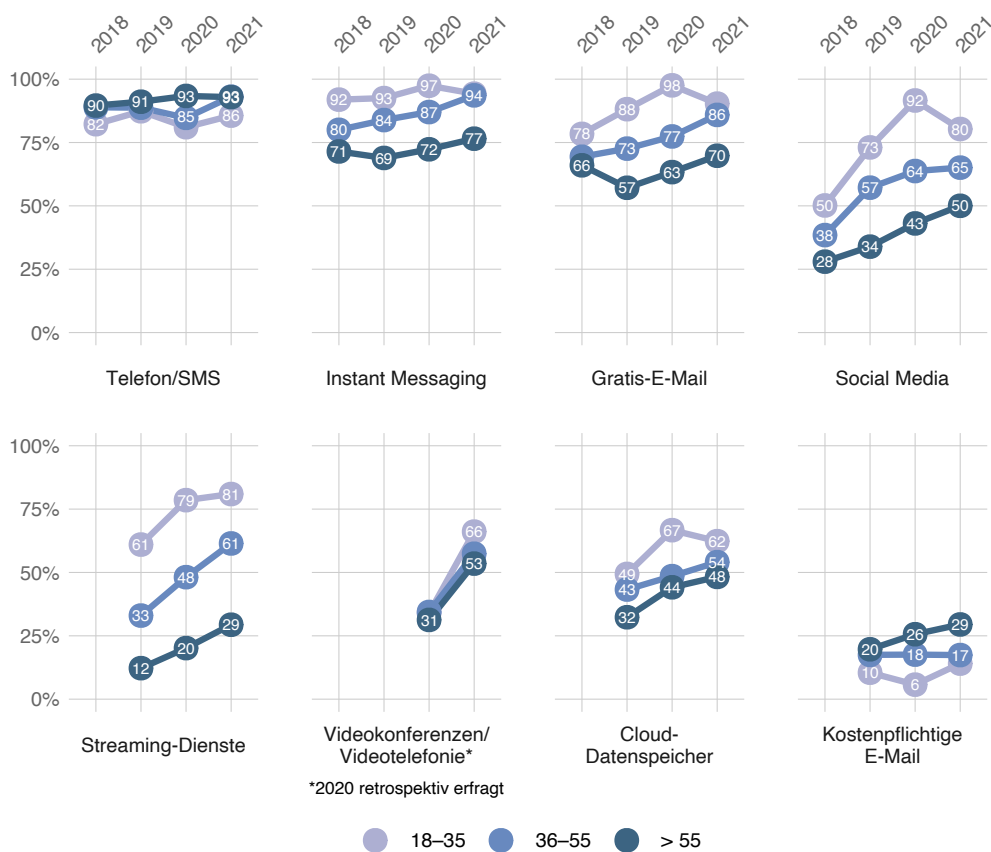 2018 2019 2020 2021 2018 2019 2020 2021 2018 2019 2020 2021 2018 2019 2020 2021
100%
75%
50%
25%
0%
90 91 93 93
85
82 86
92 93 97
80 84 87 94
71 69 72 77
78 88 98
73 77 86
66 57 63 70
50 73 92 80
38 57 64 65
28 34 43 50
Telefon/SMS
Instant Messaging
Gratis-E-Mail
Social Media
100%
75%
50%
25%
0%
61 79 81
33 48 61
12 20 29
66
31 53
49 67 62
43 54
32 44 48
20 26 29
18 17
10 6
Streaming-Dienste
Videokonferenzen/
Videotelefonie*
*2020 retrospektiv erfragt
Cloud-
Datenspeicher
Kostenpflichtige
E-Mail
18–35 36–55 > 55